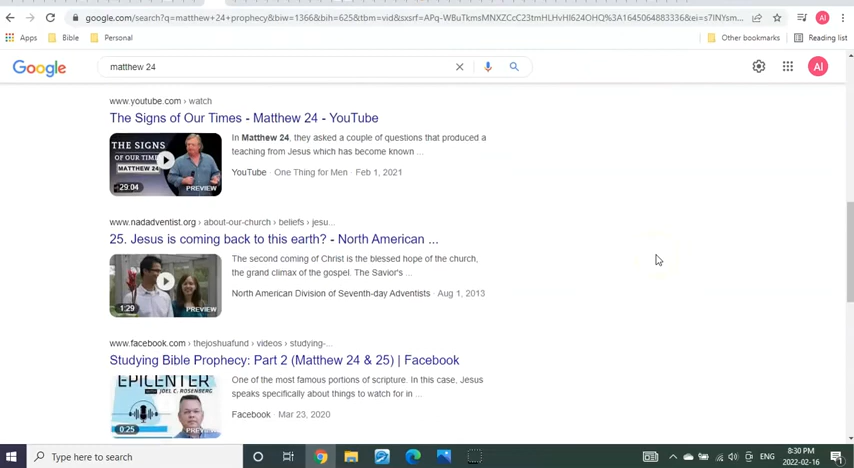 google.com/search?q=matthew+24+prophecy&biw=1366&bih=625&tbm=vid&sxsrf=APq-WBuTkmsMNXZCcC23tmHLHvHI624OHQ%3A1645064883336&ei=s7INYsm...
Apps Bible Personal Other bookmarks Reading list
Google matthew 24 AI
www.youtube.com › watch
The Signs of Our Times - Matthew 24 - YouTube
THE SIGNS
OF OUR TIMES
MATTHEW 24
29:04 PREVIEW
In Matthew 24, they asked a couple of questions that produced a
teaching from Jesus which has become known ...
YouTube · One Thing for Men · Feb 1, 2021
www.nadadventist.org › about-our-church › beliefs › jesu...
25. Jesus is coming back to this earth? - North American ...
1:29 PREVIEW
The second coming of Christ is the blessed hope of the church,
the grand climax of the gospel. The Savior's ...
North American Division of Seventh-day Adventists · Aug 1, 2013
www.facebook.com › thejoshuafund › videos › studying-...
Studying Bible Prophecy: Part 2 (Matthew 24 & 25) | Facebook
EPICENTER
WITH JOEL C. ROSENBERG
0:25 PREVIEW
One of the most famous portions of scripture. In this case, Jesus
speaks specifically about things to watch for in ...
Facebook · Mar 23, 2020
Type here to search
ENG
8:30 PM
2022-02-16